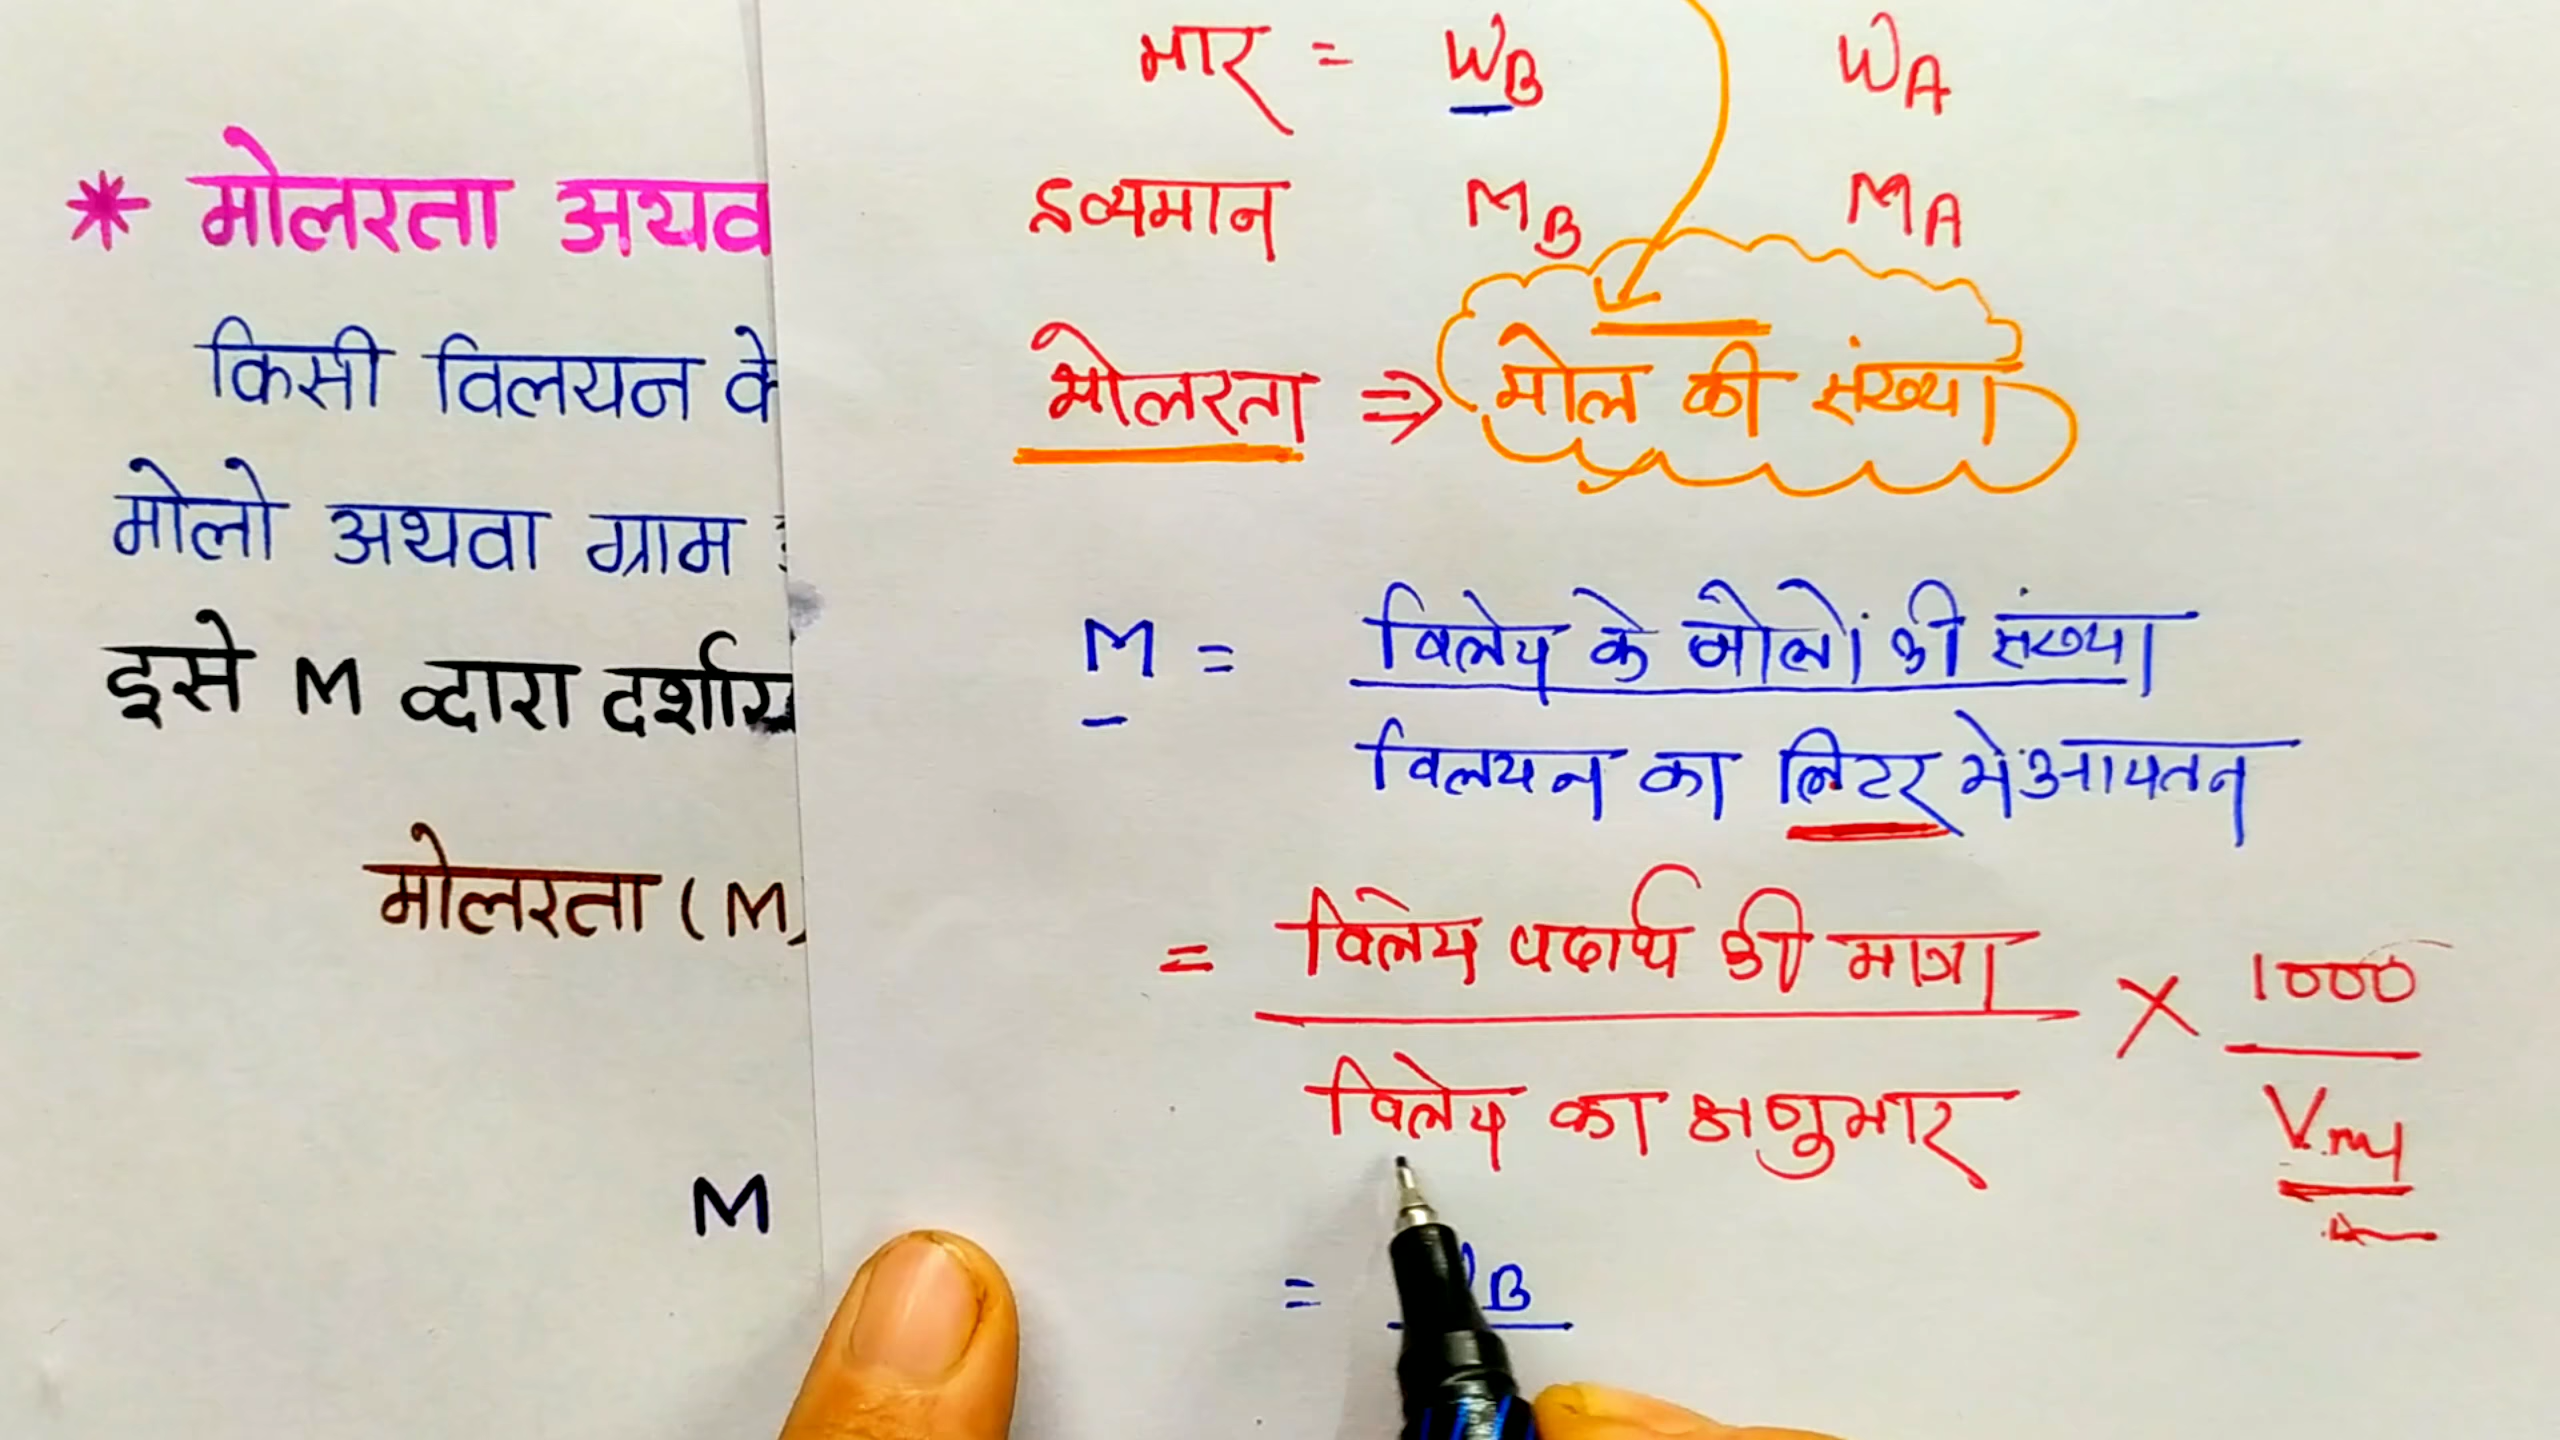 * मोलरता अथव
किसी विलयन के
मोलो अथवा ग्राम
इसे M द्वारा दर्शाय
मोलरता (M)
M
भार = WB WA
द्रव्यमान MB MA
मोलरता ⇒ मोल की संख्या
M = विलेय के मोलों की संख्या
विलयन का लिटर में आयतन
= विलेय पदार्थ की मात्रा × 1000
विलेय का अणुभार V.ml
= B